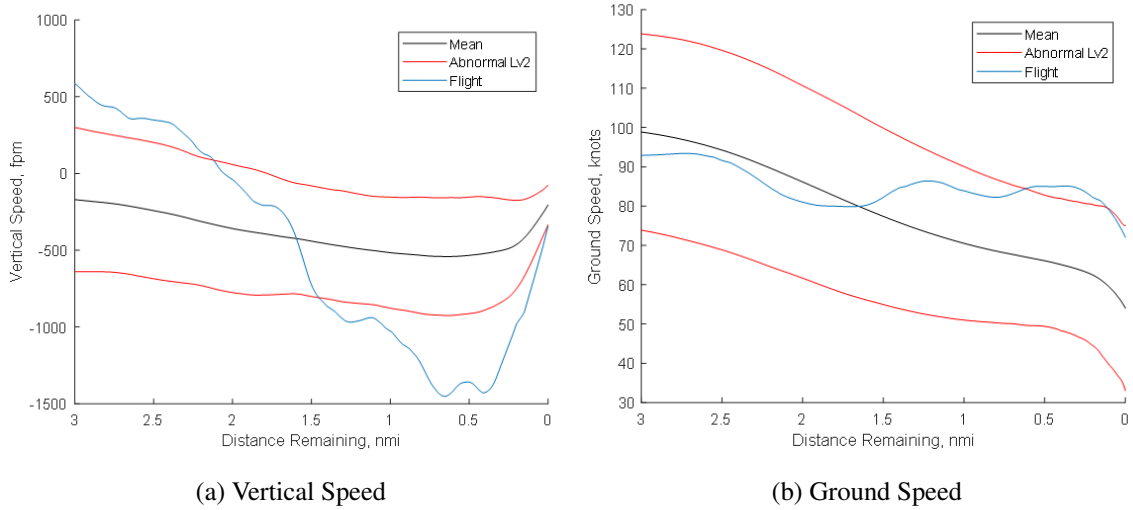 1000
500
0
-500
-1000
-1500
Vertical Speed, fpm
3
2.5
2
1.5
1
0.5
0
Distance Remaining, nmi
Mean
Abnormal Lv2
Flight
(a) Vertical Speed
130
120
110
100
90
80
70
60
50
40
30
Ground Speed, knots
3
2.5
2
1.5
1
0.5
0
Distance Remaining, nmi
Mean
Abnormal Lv2
Flight
(b) Ground Speed